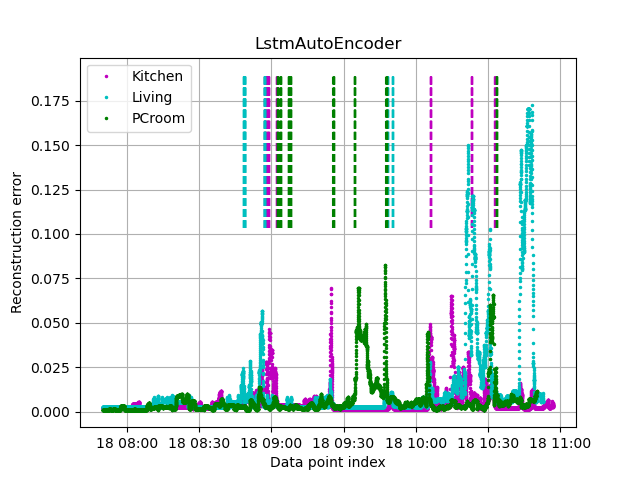 LstmAutoEncoder
Kitchen
Living
PCroom
Reconstruction error
0.175
0.150
0.125
0.100
0.075
0.050
0.025
0.000
18 08:00 18 08:30 18 09:00 18 09:30 18 10:00 18 10:30 18 11:00
Data point index